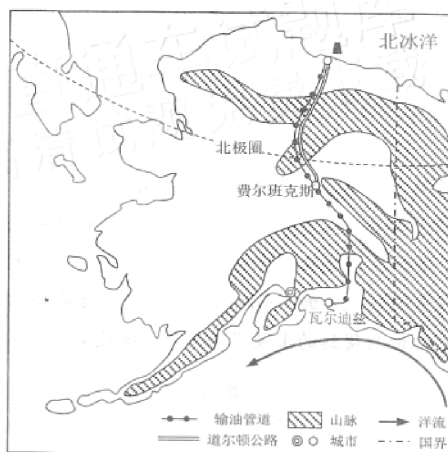 北冰洋
北极圈
费尔班克斯
瓦尔迪兹
输油管道 山脉 洋流
道尔顿公路 城市 国界